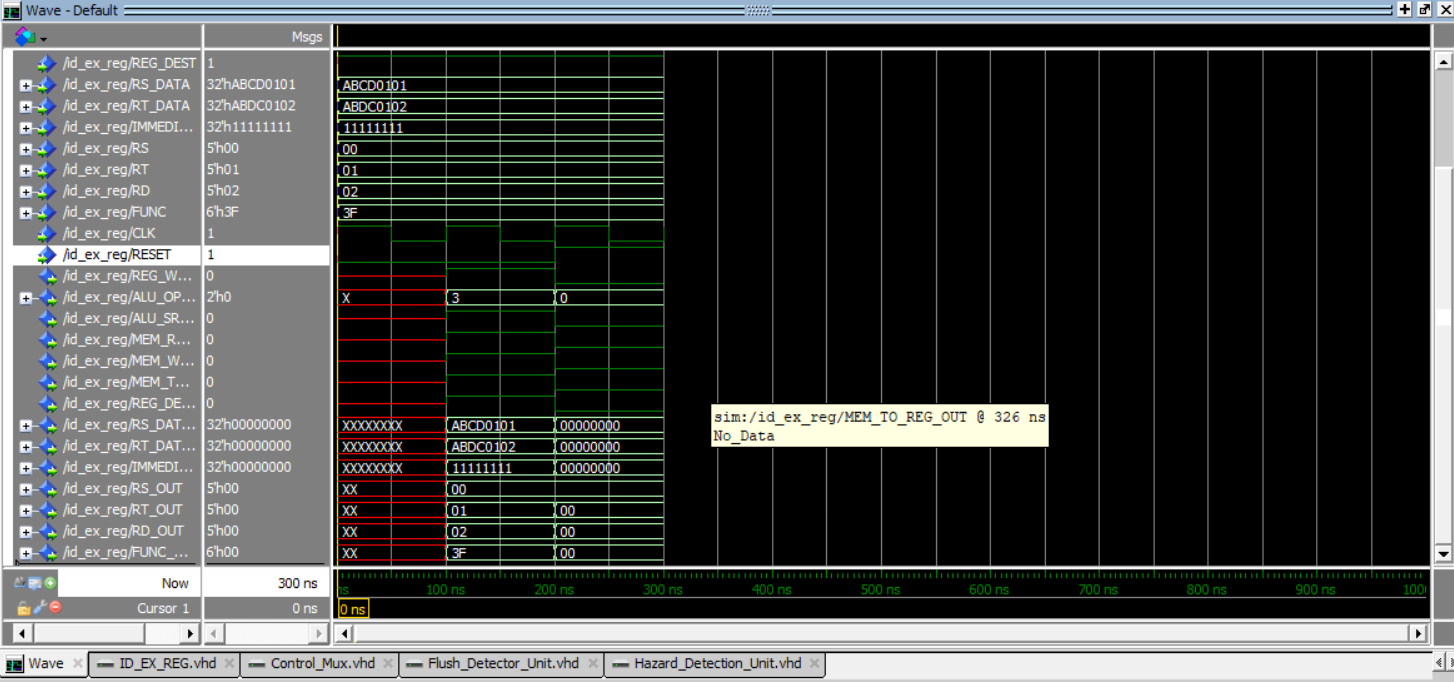 Wave - Default
Msgs
/id_ex_reg/REG_DEST 1
/id_ex_reg/RS_DATA 32'hABCD0101 ABCD0101
/id_ex_reg/RT_DATA 32'hABDC0102 ABDC0102
/id_ex_reg/IMMEDI... 32'h11111111 11111111
/id_ex_reg/RS 5'h00 00
/id_ex_reg/RT 5'h01 01
/id_ex_reg/RD 5'h02 02
/id_ex_reg/FUNC 6'h3F 3F
/id_ex_reg/CLK 1
/id_ex_reg/RESET 1
/id_ex_reg/REG_W... 0
/id_ex_reg/ALU_OP... 2'h0 X 3 0
/id_ex_reg/ALU_SR... 0
/id_ex_reg/MEM_R... 0
/id_ex_reg/MEM_W... 0
/id_ex_reg/MEM_T... 0
/id_ex_reg/REG_DE... 0
sim:/id_ex_reg/MEM_TO_REG_OUT @ 326 ns
No_Data
/id_ex_reg/RS_DAT... 32'h00000000 XXXXXXXX ABCD0101 00000000
/id_ex_reg/RT_DAT... 32'h00000000 XXXXXXXX ABDC0102 00000000
/id_ex_reg/IMMEDI... 32'h00000000 XXXXXXXX 11111111 00000000
/id_ex_reg/RS_OUT 5'h00 XX 00
/id_ex_reg/RT_OUT 5'h00 XX 01 00
/id_ex_reg/RD_OUT 5'h00 XX 02 00
/id_ex_reg/FUNC_... 6'h00 XX 3F 00
Now 300 ns
ns 100 ns 200 ns 300 ns 400 ns 500 ns 600 ns 700 ns 800 ns 900 ns 100
Cursor 1 0 ns 0 ns
Wave ID_EX_REG.vhd Control_Mux.vhd Flush_Detector_Unit.vhd Hazard_Detection_Unit.vhd